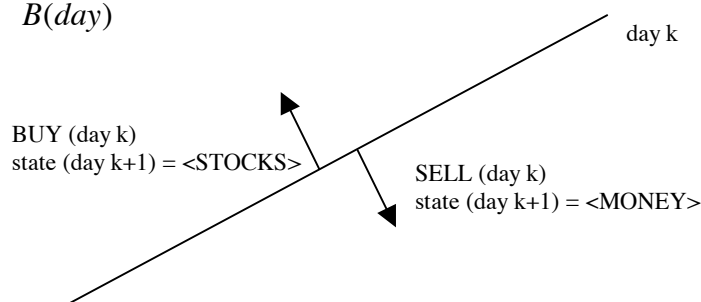 B(day)
day k
BUY (day k)
state (day k+1) = <STOCKS>
SELL (day k)
state (day k+1) = <MONEY>